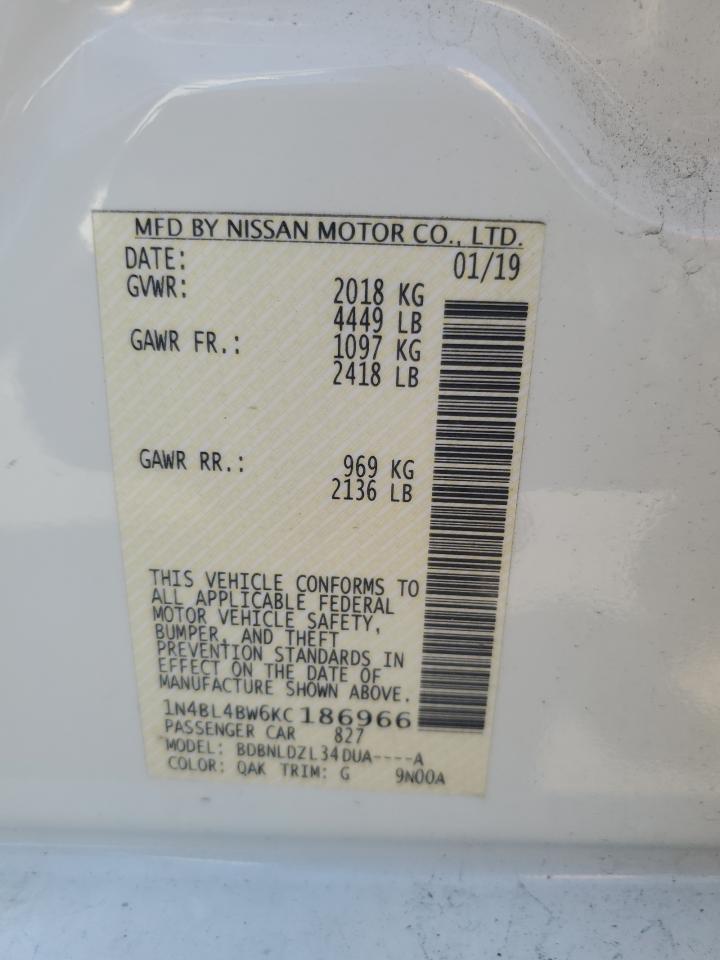 MFD BY NISSAN MOTOR CO., LTD.
DATE: 01/19
GVWR: 2018 KG
4449 LB
GAWR FR.: 1097 KG
2418 LB
GAWR RR.: 969 KG
2136 LB
THIS VEHICLE CONFORMS TO
ALL APPLICABLE FEDERAL
MOTOR VEHICLE SAFETY,
BUMPER, AND THEFT
PREVENTION STANDARDS IN
EFFECT ON THE DATE OF
MANUFACTURE SHOWN ABOVE.
1N4BL4BW6KC186966
PASSENGER CAR 827
MODEL: BDBNLDZL34DUA----A
COLOR: QAK TRIM: G 9N00A